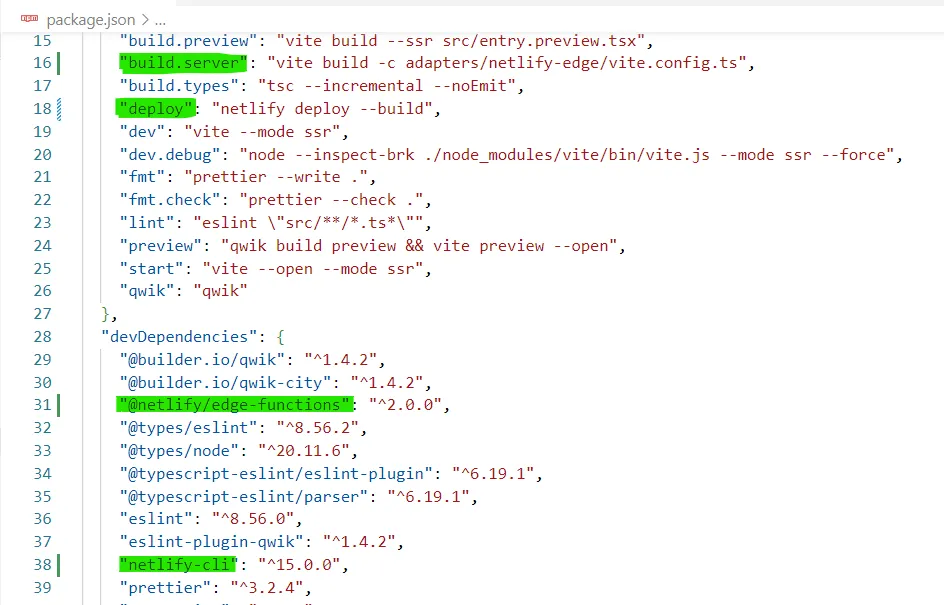 package.json > ...
15 "build.preview": "vite build --ssr src/entry.preview.tsx",
16 "build.server": "vite build -c adapters/netlify-edge/vite.config.ts",
17 "build.types": "tsc --incremental --noEmit",
18 "deploy": "netlify deploy --build",
19 "dev": "vite --mode ssr",
20 "dev.debug": "node --inspect-brk ./node_modules/vite/bin/vite.js --mode ssr --force",
21 "fmt": "prettier --write .",
22 "fmt.check": "prettier --check .",
23 "lint": "eslint \"src/**/*.ts*\"",
24 "preview": "qwik build preview && vite preview --open",
25 "start": "vite --open --mode ssr",
26 "qwik": "qwik"
27 },
28 "devDependencies": {
29 "@builder.io/qwik": "^1.4.2",
30 "@builder.io/qwik-city": "^1.4.2",
31 "@netlify/edge-functions": "^2.0.0",
32 "@types/eslint": "^8.56.2",
33 "@types/node": "^20.11.6",
34 "@typescript-eslint/eslint-plugin": "^6.19.1",
35 "@typescript-eslint/parser": "^6.19.1",
36 "eslint": "^8.56.0",
37 "eslint-plugin-qwik": "^1.4.2",
38 "netlify-cli": "^15.0.0",
39 "prettier": "^3.2.4",